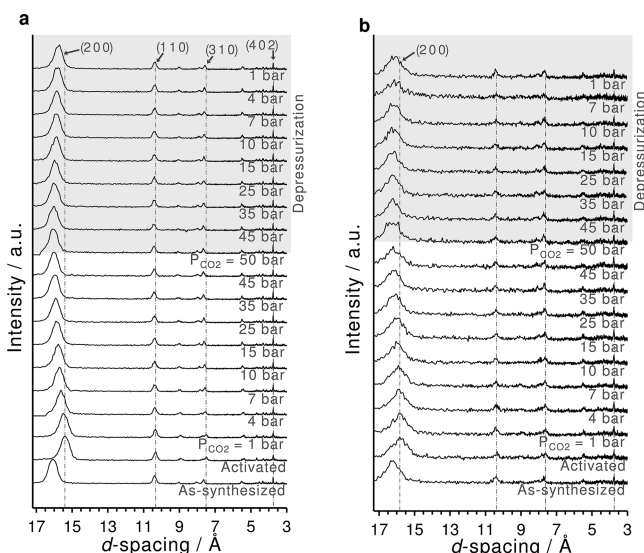 a
(200)
(110)
(310)
(402)
1 bar
4 bar
7 bar
10 bar
15 bar
25 bar
35 bar
45 bar
P_CO2 = 50 bar
45 bar
35 bar
25 bar
15 bar
10 bar
7 bar
4 bar
P_CO2 = 1 bar
Activated
As-synthesized
Depressurization
Intensity / a.u.
17 15 13 11 9 7 5 3
d-spacing / Å
b
(200)
1 bar
7 bar
10 bar
15 bar
25 bar
35 bar
45 bar
P_CO2 = 50 bar
45 bar
35 bar
25 bar
15 bar
10 bar
7 bar
4 bar
P_CO2 = 1 bar
Activated
As-synthesized
Depressurization
Intensity / a.u.
17 15 13 11 9 7 5 3
d-spacing / Å